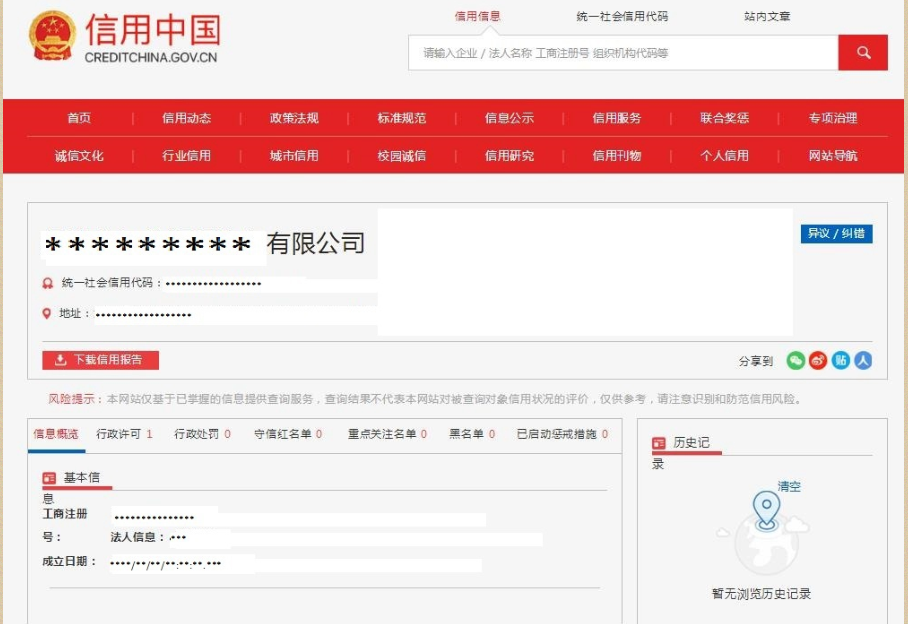 信用中国
CREDITCHINA.GOV.CN
信用信息 统一社会信用代码 站内文章
请输入企业 / 法人名称 工商注册号 组织机构代码等
首页 | 信用动态 | 政策法规 | 标准规范 | 信息公示 | 信用服务 | 联合奖惩 | 专项治理
诚信文化 | 行业信用 | 城市信用 | 校园诚信 | 信用研究 | 信用刊物 | 个人信用 | 网站导航
*********有限公司
异议 / 纠错
统一社会信用代码：••••••••••••••••••
地址：••••••••••••••••••
下载信用报告
分享到
贴 人
风险提示：本网站仅基于已掌握的信息提供查询服务，查询结果不代表本网站对被查询对象信用状况的评价，仅供参考，请注意识别和防范信用风险。
信息概览 行政许可 1 行政处罚 0 守信红名单 0 重点关注名单 0 黑名单 0 已启动惩戒措施 0
基本信
息
工商注册 •••••••••••••••
号： 法人信息：•••
成立日期： ••••/••/••/••:••:••.•••
历史记
录
清空
暂无浏览历史记录